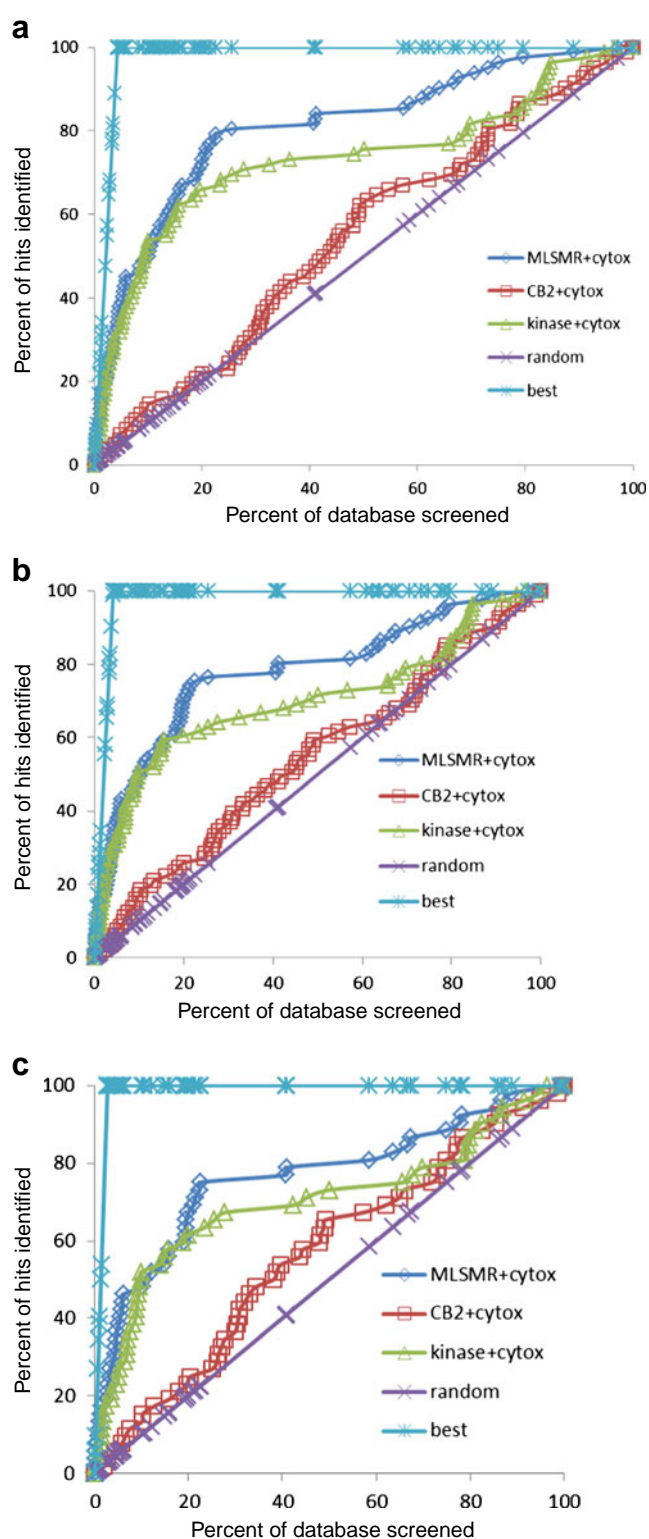 a
100
80
60
40
20
0
Percent of hits identified
MLSMR+cytox
CB2+cytox
kinase+cytox
random
best
0
20
40
60
80
100
Percent of database screened
b
100
80
60
40
20
0
Percent of hits identified
MLSMR+cytox
CB2+cytox
kinase+cytox
random
best
0
20
40
60
80
100
Percent of database screened
c
100
80
60
40
20
0
Percent of hits identified
MLSMR+cytox
CB2+cytox
kinase+cytox
random
best
0
20
40
60
80
100
Percent of database screened